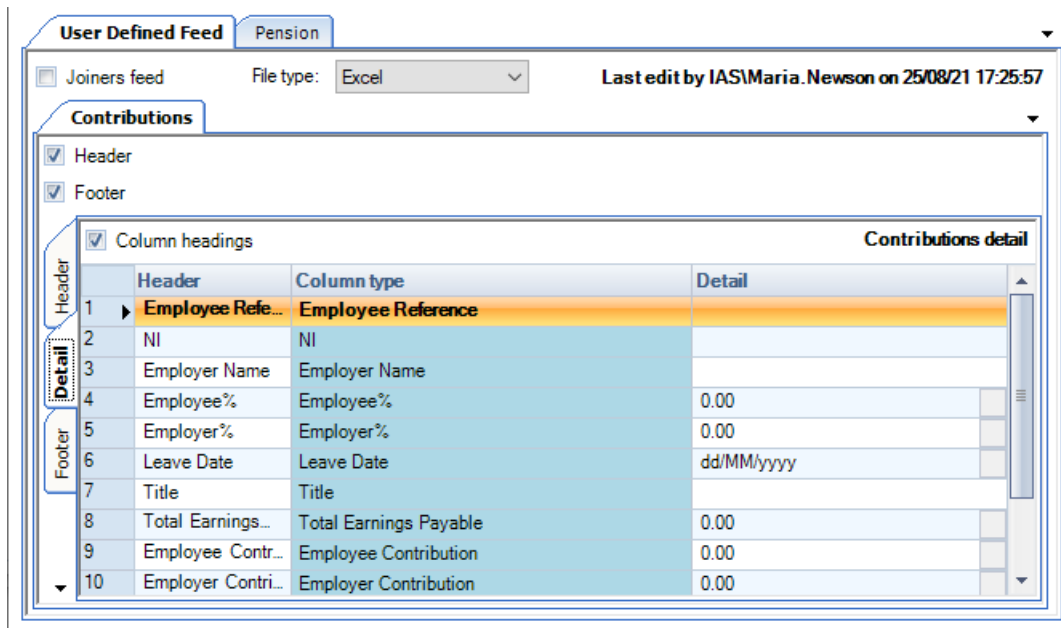 User Defined Feed Pension
Joiners feed File type: Excel Last edit by IAS\Maria.Newson on 25/08/21 17:25:57
Contributions
Header
Footer
Column headings Contributions detail
Header
Detail
Footer
Header Column type Detail
1 Employee Refe... Employee Reference
2 NI NI
3 Employer Name Employer Name
4 Employee% Employee% 0.00
5 Employer% Employer% 0.00
6 Leave Date Leave Date dd/MM/yyyy
7 Title Title
8 Total Earnings... Total Earnings Payable 0.00
9 Employee Contr... Employee Contribution 0.00
10 Employer Contri... Employer Contribution 0.00